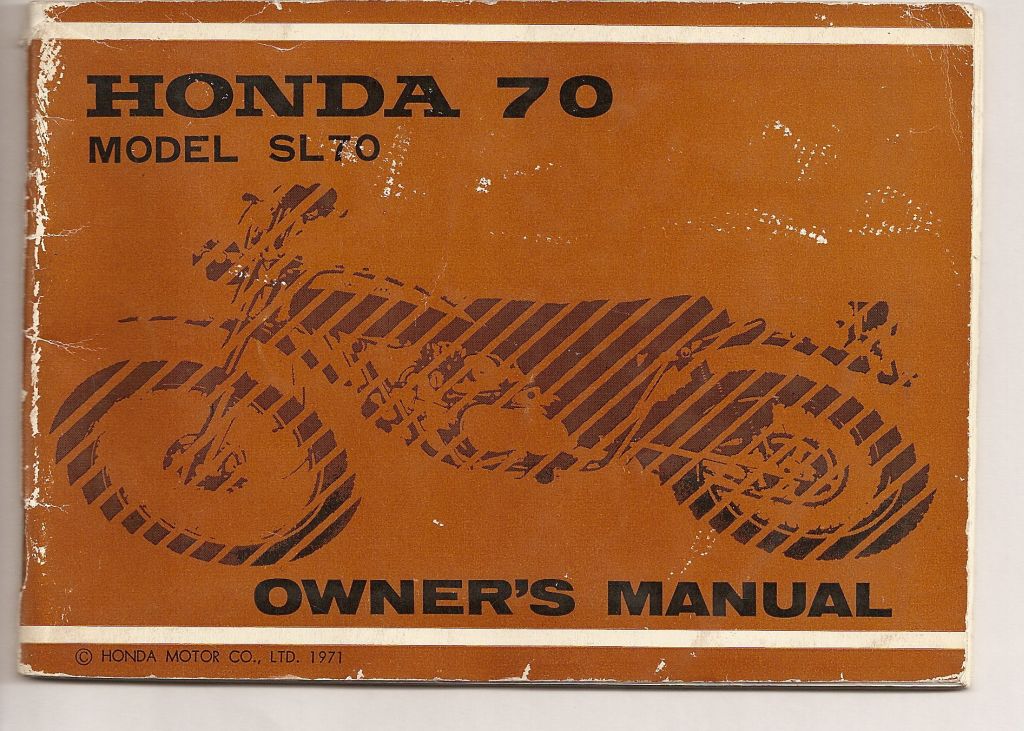 HONDA 70
MODEL SL70
OWNER'S MANUAL
© HONDA MOTOR CO., LTD. 1971